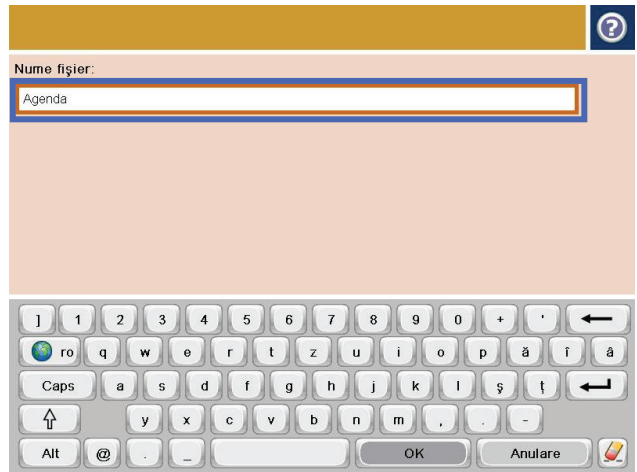 ?
Nume fişier:
Agenda
] 1 2 3 4 5 6 7 8 9 0 + '
ro q w e r t z u i o p ă î â
Caps a s d f g h j k l ş ţ
y x c v b n m , . -
Alt @ . _ OK Anulare